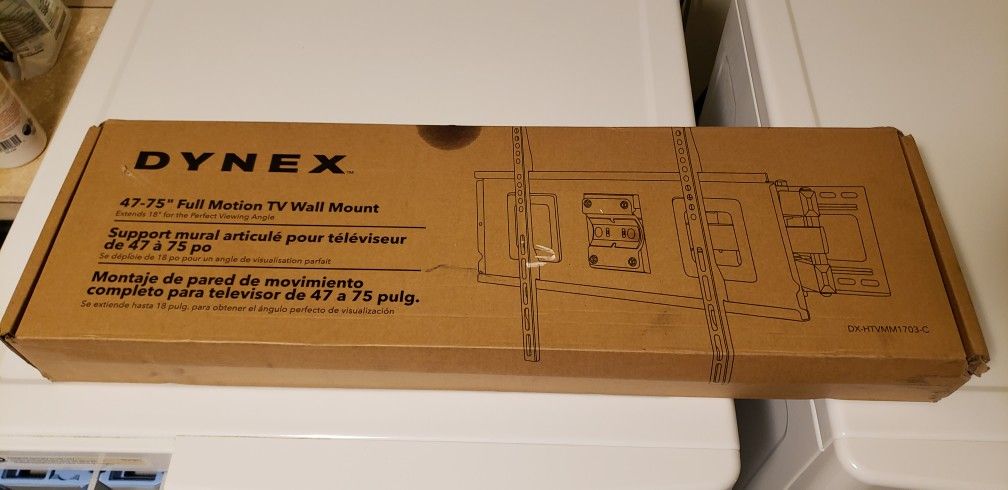 DYNEX™
47-75" Full Motion TV Wall Mount
Extends 18" for the Perfect Viewing Angle
Support mural articulé pour téléviseur
de 47 à 75 po
Se déploie de 18 po pour un angle de visualisation parfait
Montaje de pared de movimiento
completo para televisor de 47 a 75 pulg.
Se extiende hasta 18 pulg. para obtener el ángulo perfecto de visualización
DX-HTVMM1703-C